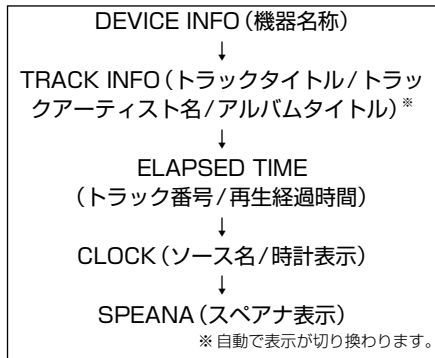 DEVICE INFO(機器名称)
↓
TRACK INFO(トラックタイトル/トラッ
クアーティスト名/アルバムタイトル)※
↓
ELAPSED TIME
(トラック番号/再生経過時間)
↓
CLOCK(ソース名/時計表示)
↓
SPEANA(スペアナ表示)
※自動で表示が切り換わります。